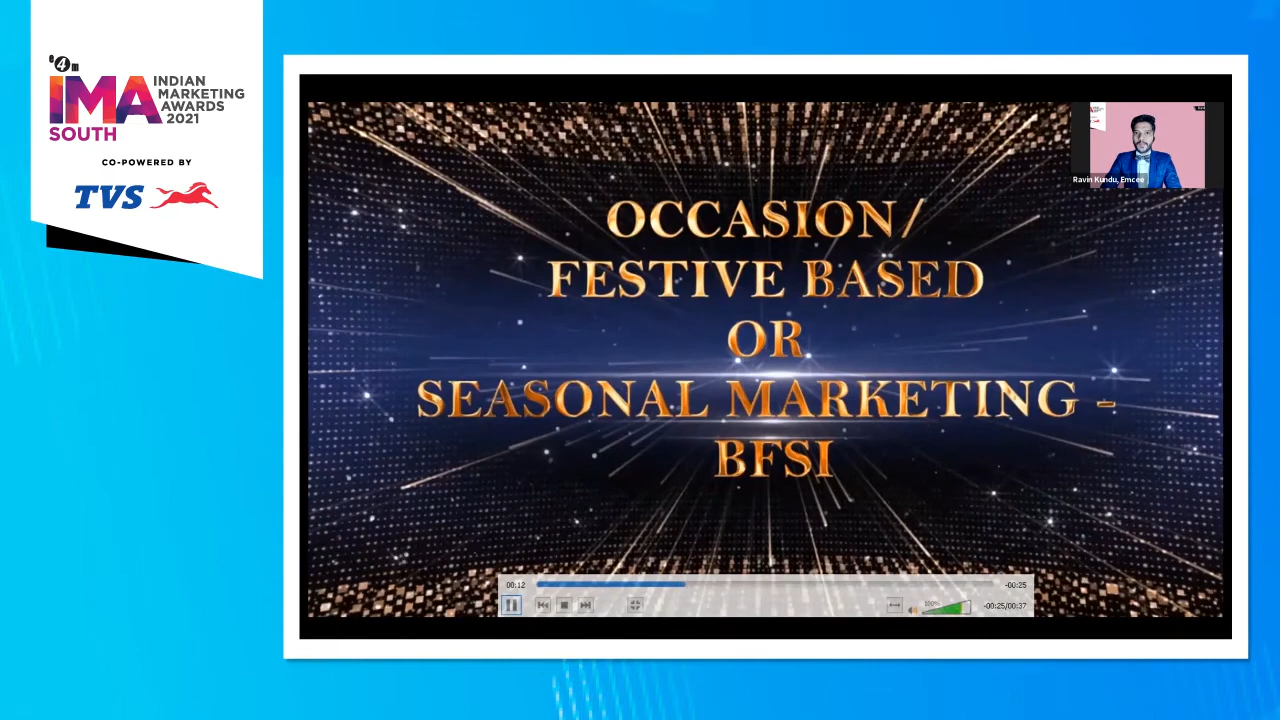 e4m
IMA
INDIAN
MARKETING
AWARDS
2021
SOUTH
CO-POWERED BY
TVS
Ravin Kundu, Emcee
OCCASION/
FESTIVE BASED
OR
SEASONAL MARKETING -
BFSI
00:12
-00:25
100%
-00:25/00:37